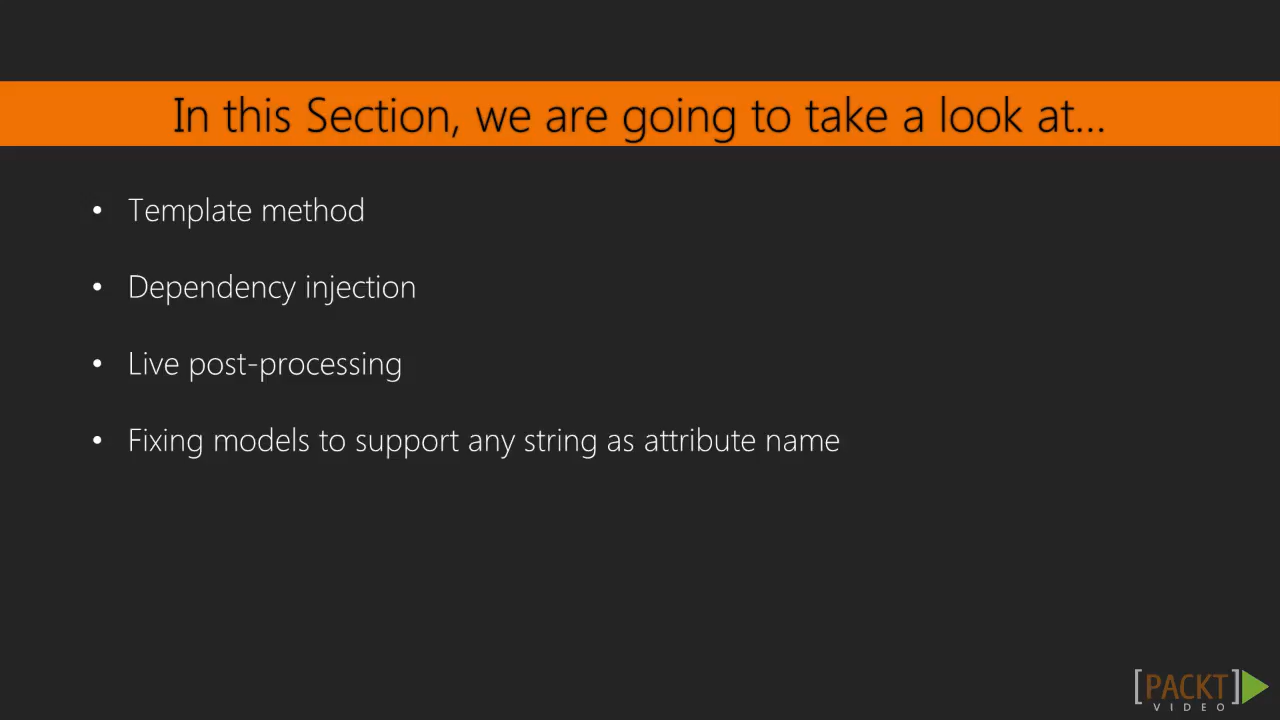 In this Section, we are going to take a look at...
• Template method
• Dependency injection
• Live post-processing
• Fixing models to support any string as attribute name
[PACKT]
VIDEO